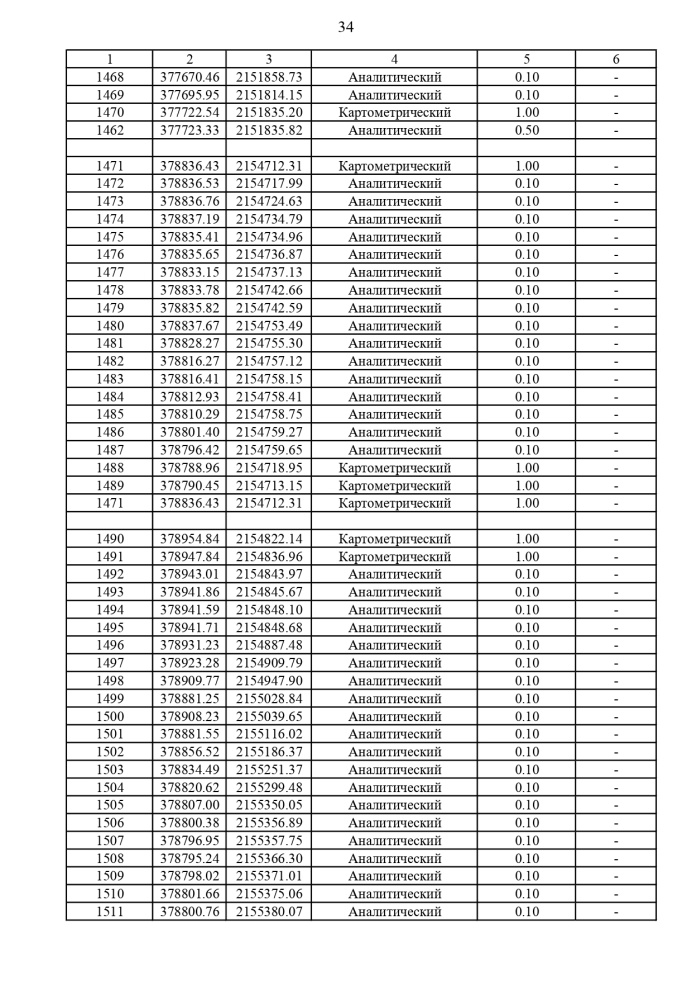 34
1 2 3 4 5 6
1468 377670.46 2151858.73 Аналитический 0.10 -
1469 377695.95 2151814.15 Аналитический 0.10 -
1470 377722.54 2151835.20 Картометрический 1.00 -
1462 377723.33 2151835.82 Аналитический 0.50 -
1471 378836.43 2154712.31 Картометрический 1.00 -
1472 378836.53 2154717.99 Аналитический 0.10 -
1473 378836.76 2154724.63 Аналитический 0.10 -
1474 378837.19 2154734.79 Аналитический 0.10 -
1475 378835.41 2154734.96 Аналитический 0.10 -
1476 378835.65 2154736.87 Аналитический 0.10 -
1477 378833.15 2154737.13 Аналитический 0.10 -
1478 378833.78 2154742.66 Аналитический 0.10 -
1479 378835.82 2154742.59 Аналитический 0.10 -
1480 378837.67 2154753.49 Аналитический 0.10 -
1481 378828.27 2154755.30 Аналитический 0.10 -
1482 378816.27 2154757.12 Аналитический 0.10 -
1483 378816.41 2154758.15 Аналитический 0.10 -
1484 378812.93 2154758.41 Аналитический 0.10 -
1485 378810.29 2154758.75 Аналитический 0.10 -
1486 378801.40 2154759.27 Аналитический 0.10 -
1487 378796.42 2154759.65 Аналитический 0.10 -
1488 378788.96 2154718.95 Картометрический 1.00 -
1489 378790.45 2154713.15 Картометрический 1.00 -
1471 378836.43 2154712.31 Картометрический 1.00 -
1490 378954.84 2154822.14 Картометрический 1.00 -
1491 378947.84 2154836.96 Картометрический 1.00 -
1492 378943.01 2154843.97 Аналитический 0.10 -
1493 378941.86 2154845.67 Аналитический 0.10 -
1494 378941.59 2154848.10 Аналитический 0.10 -
1495 378941.71 2154848.68 Аналитический 0.10 -
1496 378931.23 2154887.48 Аналитический 0.10 -
1497 378923.28 2154909.79 Аналитический 0.10 -
1498 378909.77 2154947.90 Аналитический 0.10 -
1499 378881.25 2155028.84 Аналитический 0.10 -
1500 378908.23 2155039.65 Аналитический 0.10 -
1501 378881.55 2155116.02 Аналитический 0.10 -
1502 378856.52 2155186.37 Аналитический 0.10 -
1503 378834.49 2155251.37 Аналитический 0.10 -
1504 378820.62 2155299.48 Аналитический 0.10 -
1505 378807.00 2155350.05 Аналитический 0.10 -
1506 378800.38 2155356.89 Аналитический 0.10 -
1507 378796.95 2155357.75 Аналитический 0.10 -
1508 378795.24 2155366.30 Аналитический 0.10 -
1509 378798.02 2155371.01 Аналитический 0.10 -
1510 378801.66 2155375.06 Аналитический 0.10 -
1511 378800.76 2155380.07 Аналитический 0.10 -